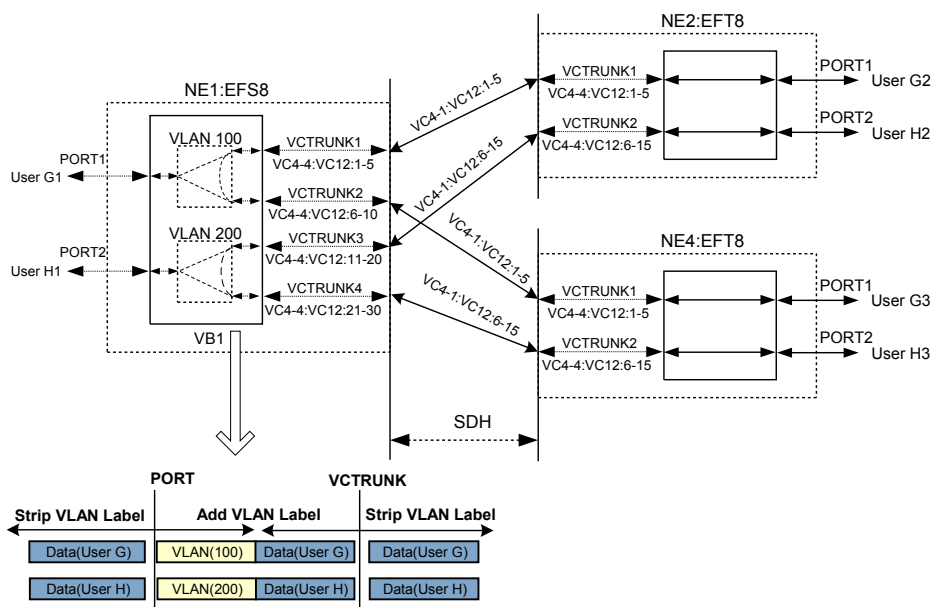 NE1:EFS8
PORT1
User G1
PORT2
User H1
VLAN 100
VLAN 200
VCTRUNK1
VC4-4:VC12:1-5
VCTRUNK2
VC4-4:VC12:6-10
VCTRUNK3
VC4-4:VC12:11-20
VCTRUNK4
VC4-4:VC12:21-30
VB1
VC4-1:VC12:1-5
VC4-1:VC12:6-15
VC4-1:VC12:1-5
VC4-1:VC12:6-15
SDH
NE2:EFT8
VCTRUNK1
VC4-4:VC12:1-5
VCTRUNK2
VC4-4:VC12:6-15
PORT1
User G2
PORT2
User H2
NE4:EFT8
VCTRUNK1
VC4-4:VC12:1-5
VCTRUNK2
VC4-4:VC12:6-15
PORT1
User G3
PORT2
User H3
PORT VCTRUNK
Strip VLAN Label Add VLAN Label Strip VLAN Label
Data(User G) VLAN(100) Data(User G) Data(User G)
Data(User H) VLAN(200) Data(User H) Data(User H)